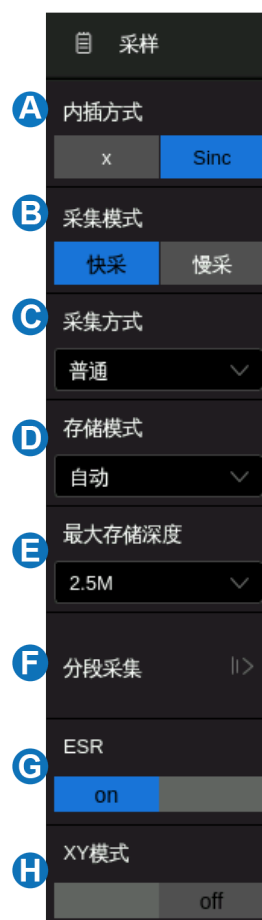 采样
A 内插方式
x Sinc
B 采集模式
快采 慢采
C 采集方式
普通
D 存储模式
自动
E 最大存储深度
2.5M
F 分段采集
G ESR
on
H XY模式
off